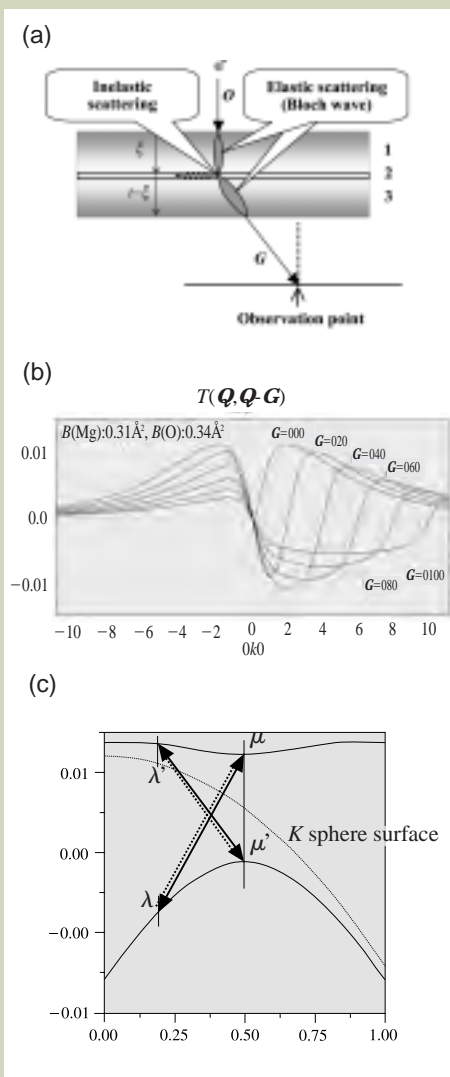 (a)
Inelastic
scattering
e⁻
O
Elastic scattering
(Bloch wave)
ξ
t-ξ
1
2
3
G
Observation point
(b)
T(Q,Q-G)
B(Mg):0.31Å², B(O):0.34Å²
G=000
G=020
G=040
G=060
G=080
G=0100
0.01
0.0
−0.01
−10 −8 −6 −4 −2 0 2 4 6 8 10
0k0
(c)
μ
λ'
K sphere surface
μ'
λ
0.01
0.00
−0.00
−0.01
0.00 0.25 0.50 0.75 1.00